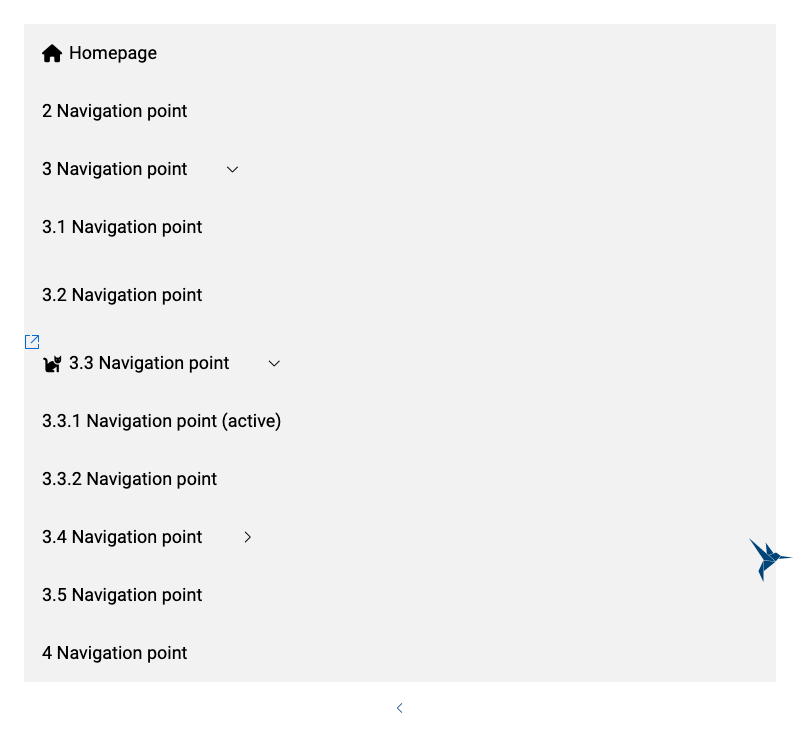 Homepage
2 Navigation point
3 Navigation point
3.1 Navigation point
3.2 Navigation point
3.3 Navigation point
3.3.1 Navigation point (active)
3.3.2 Navigation point
3.4 Navigation point
3.5 Navigation point
4 Navigation point